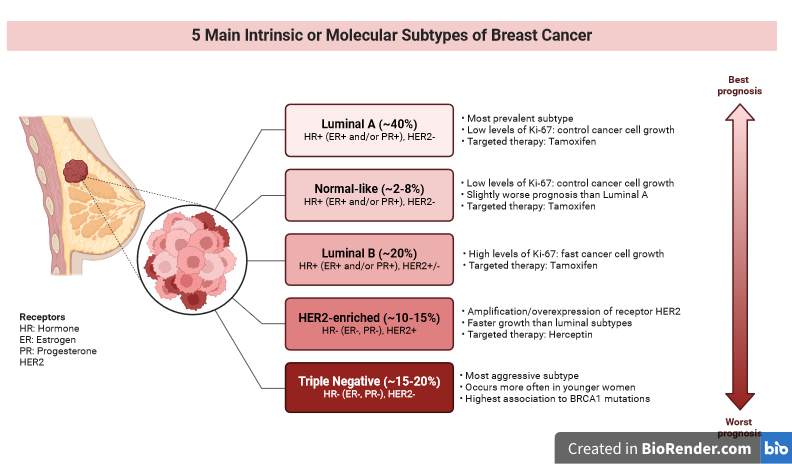 5 Main Intrinsic or Molecular Subtypes of Breast Cancer
Best
prognosis
Luminal A (~40%)
HR+ (ER+ and/or PR+), HER2-
• Most prevalent subtype
• Low levels of Ki-67: control cancer cell growth
• Targeted therapy: Tamoxifen
Normal-like (~2-8%)
HR+ (ER+ and/or PR+), HER2-
• Low levels of Ki-67: control cancer cell growth
• Slightly worse prognosis than Luminal A
• Targeted therapy: Tamoxifen
Luminal B (~20%)
HR+ (ER+ and/or PR+), HER2+/-
• High levels of Ki-67: fast cancer cell growth
• Targeted therapy: Tamoxifen
HER2-enriched (~10-15%)
HR- (ER-, PR-), HER2+
• Amplification/overexpression of receptor HER2
• Faster growth than luminal subtypes
• Targeted therapy: Herceptin
Triple Negative (~15-20%)
HR- (ER-, PR-), HER2-
• Most aggressive subtype
• Occurs more often in younger women
• Highest association to BRCA1 mutations
Receptors
HR: Hormone
ER: Estrogen
PR: Progesterone
HER2
Worst
prognosis
Created in BioRender.com bio